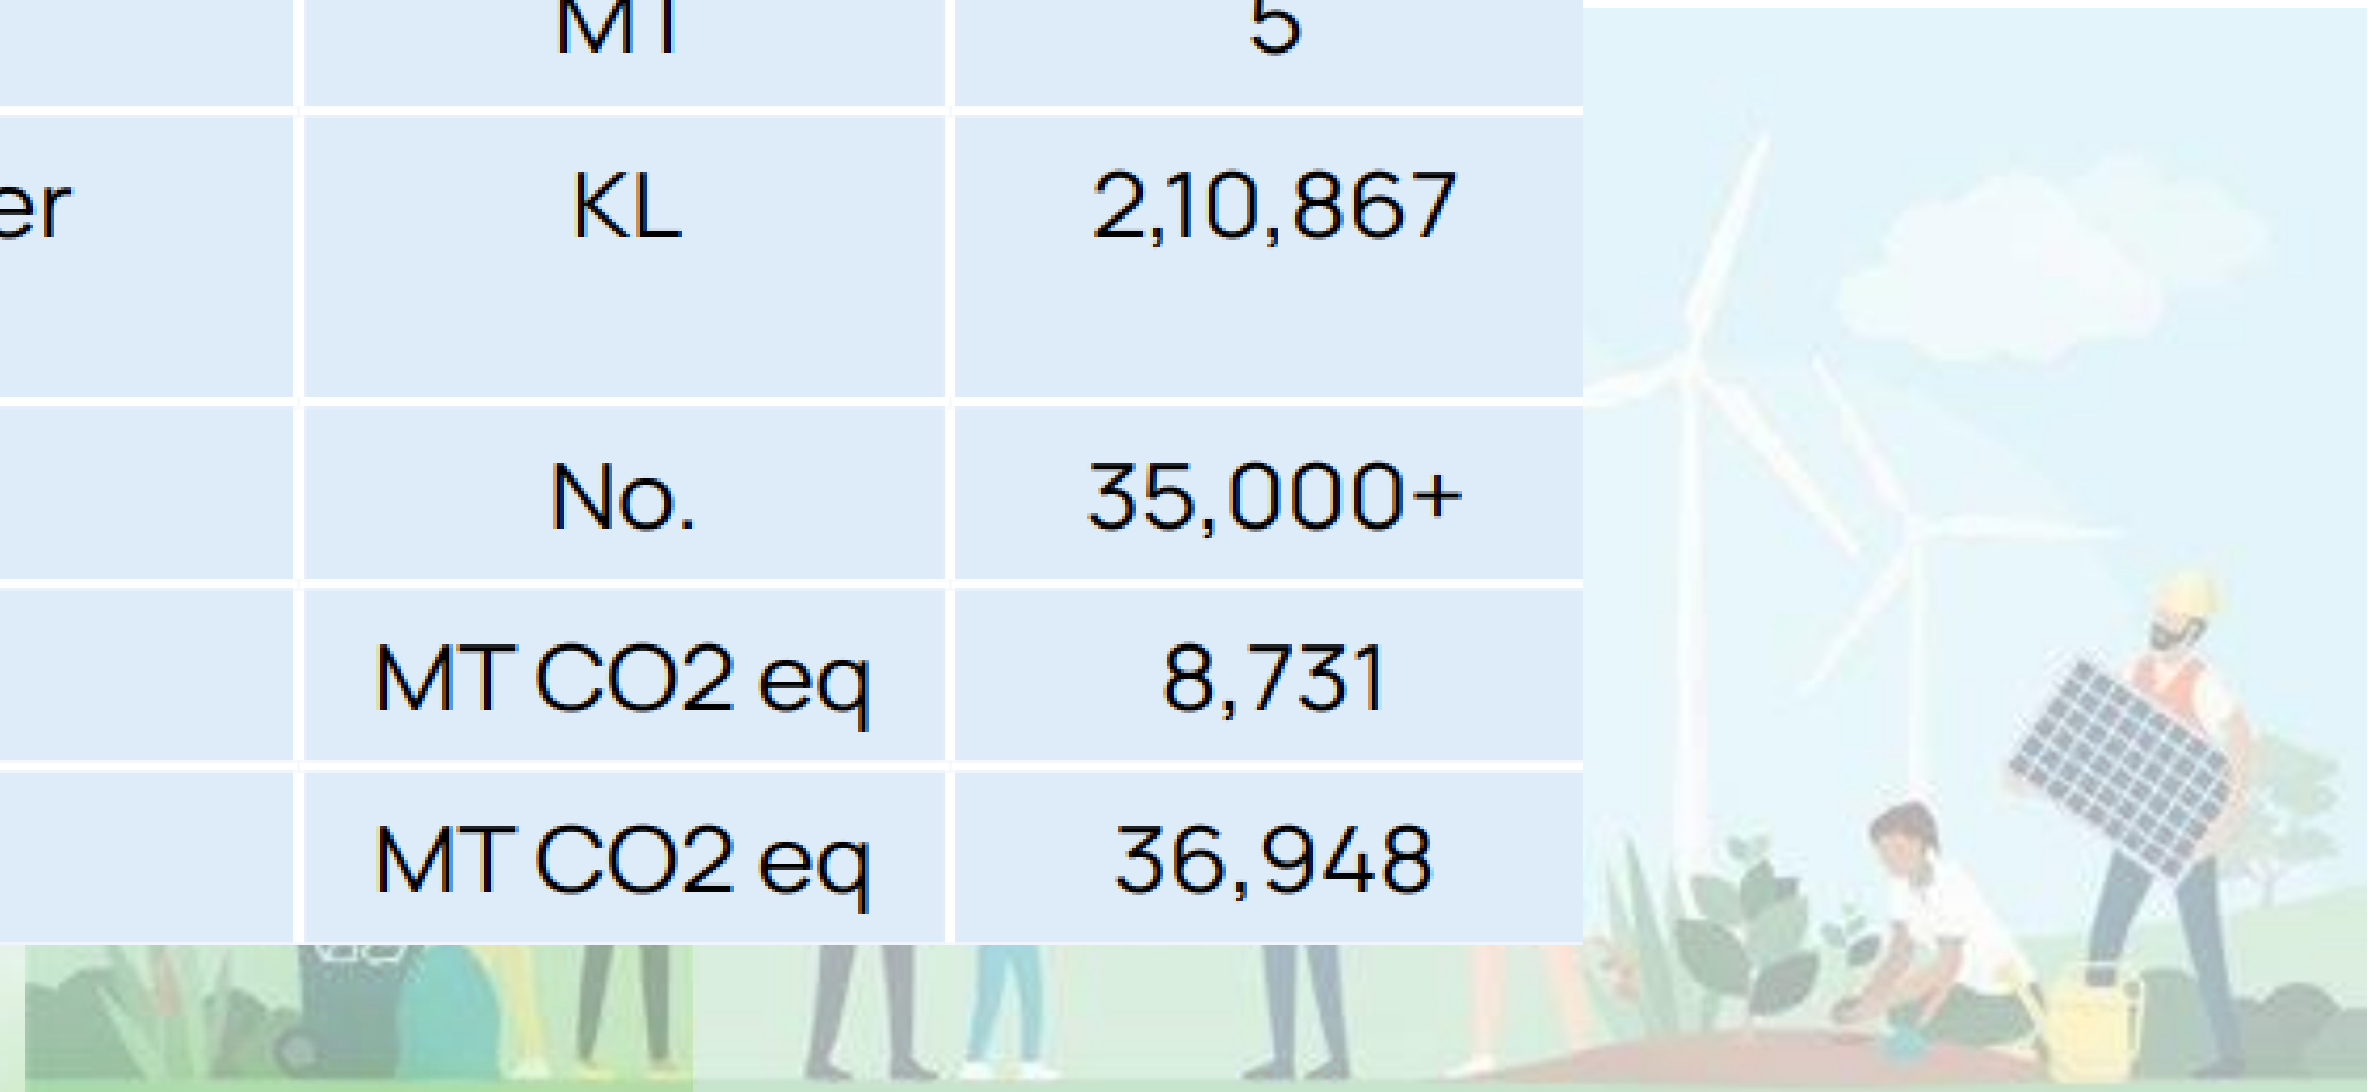 MT 5
er KL 2,10,867
No. 35,000+
MT CO2 eq 8,731
MT CO2 eq 36,948